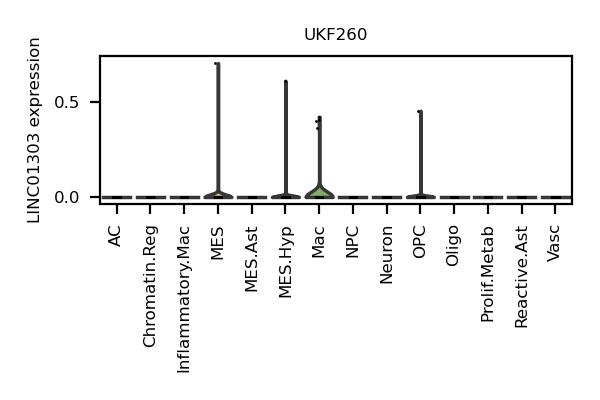 UKF260
LINC01303 expression
0.5
0.0
AC
Chromatin.Reg
Inflammatory.Mac
MES
MES.Ast
MES.Hyp
Mac
NPC
Neuron
OPC
Oligo
Prolif.Metab
Reactive.Ast
Vasc